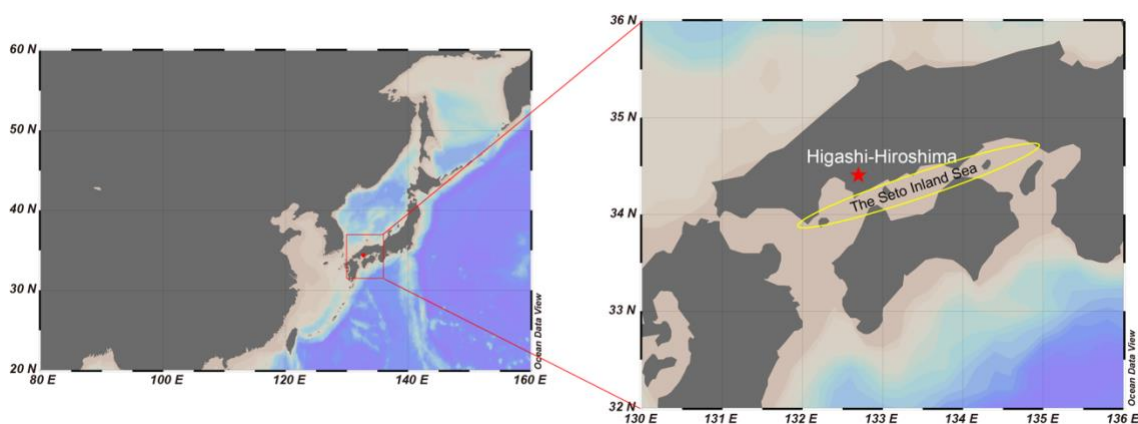 60 N
50 N
40 N
30 N
20 N
80 E
100 E
120 E
140 E
160 E
Ocean Data View
36 N
35 N
34 N
33 N
32 N
130 E
131 E
132 E
133 E
134 E
135 E
136 E
Higashi-Hiroshima
The Seto Inland Sea
Ocean Data View